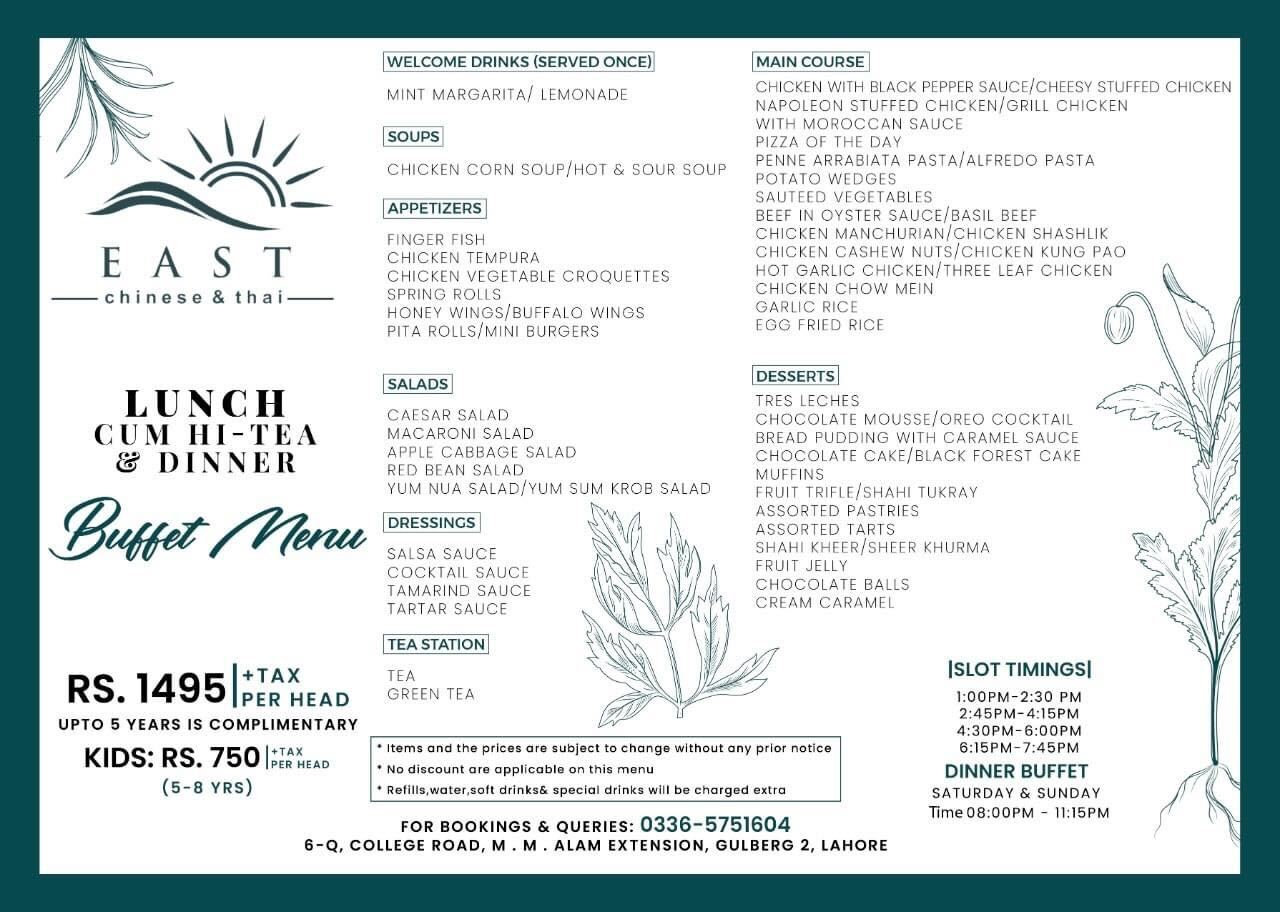 EAST
chinese & thai
LUNCH
CUM HI-TEA
& DINNER
Buffet Menu
RS. 1495 +TAX
PER HEAD
UPTO 5 YEARS IS COMPLIMENTARY
KIDS: RS. 750 +TAX
PER HEAD
(5-8 YRS)
WELCOME DRINKS (SERVED ONCE)
MINT MARGARITA/ LEMONADE
SOUPS
CHICKEN CORN SOUP/HOT & SOUR SOUP
APPETIZERS
FINGER FISH
CHICKEN TEMPURA
CHICKEN VEGETABLE CROQUETTES
SPRING ROLLS
HONEY WINGS/BUFFALO WINGS
PITA ROLLS/MINI BURGERS
SALADS
CAESAR SALAD
MACARONI SALAD
APPLE CABBAGE SALAD
RED BEAN SALAD
YUM NUA SALAD/YUM SUM KROB SALAD
DRESSINGS
SALSA SAUCE
COCKTAIL SAUCE
TAMARIND SAUCE
TARTAR SAUCE
TEA STATION
TEA
GREEN TEA
MAIN COURSE
CHICKEN WITH BLACK PEPPER SAUCE/CHEESY STUFFED CHICKEN
NAPOLEON STUFFED CHICKEN/GRILL CHICKEN
WITH MOROCCAN SAUCE
PIZZA OF THE DAY
PENNE ARRABIATA PASTA/ALFREDO PASTA
POTATO WEDGES
SAUTEED VEGETABLES
BEEF IN OYSTER SAUCE/BASIL BEEF
CHICKEN MANCHURIAN/CHICKEN SHASHLIK
CHICKEN CASHEW NUTS/CHICKEN KUNG PAO
HOT GARLIC CHICKEN/THREE LEAF CHICKEN
CHICKEN CHOW MEIN
GARLIC RICE
EGG FRIED RICE
DESSERTS
TRES LECHES
CHOCOLATE MOUSSE/OREO COCKTAIL
BREAD PUDDING WITH CARAMEL SAUCE
CHOCOLATE CAKE/BLACK FOREST CAKE
MUFFINS
FRUIT TRIFLE/SHAHI TUKRAY
ASSORTED PASTRIES
ASSORTED TARTS
SHAHI KHEER/SHEER KHURMA
FRUIT JELLY
CHOCOLATE BALLS
CREAM CARAMEL
|SLOT TIMINGS|
1:00PM-2:30 PM
2:45PM-4:15PM
4:30PM-6:00PM
6:15PM-7:45PM
DINNER BUFFET
SATURDAY & SUNDAY
Time 08:00PM - 11:15PM
* Items and the prices are subject to change without any prior notice
* No discount are applicable on this menu
* Refills,water,soft drinks& special drinks will be charged extra
FOR BOOKINGS & QUERIES: 0336-5751604
6-Q, COLLEGE ROAD, M . M . ALAM EXTENSION, GULBERG 2, LAHORE